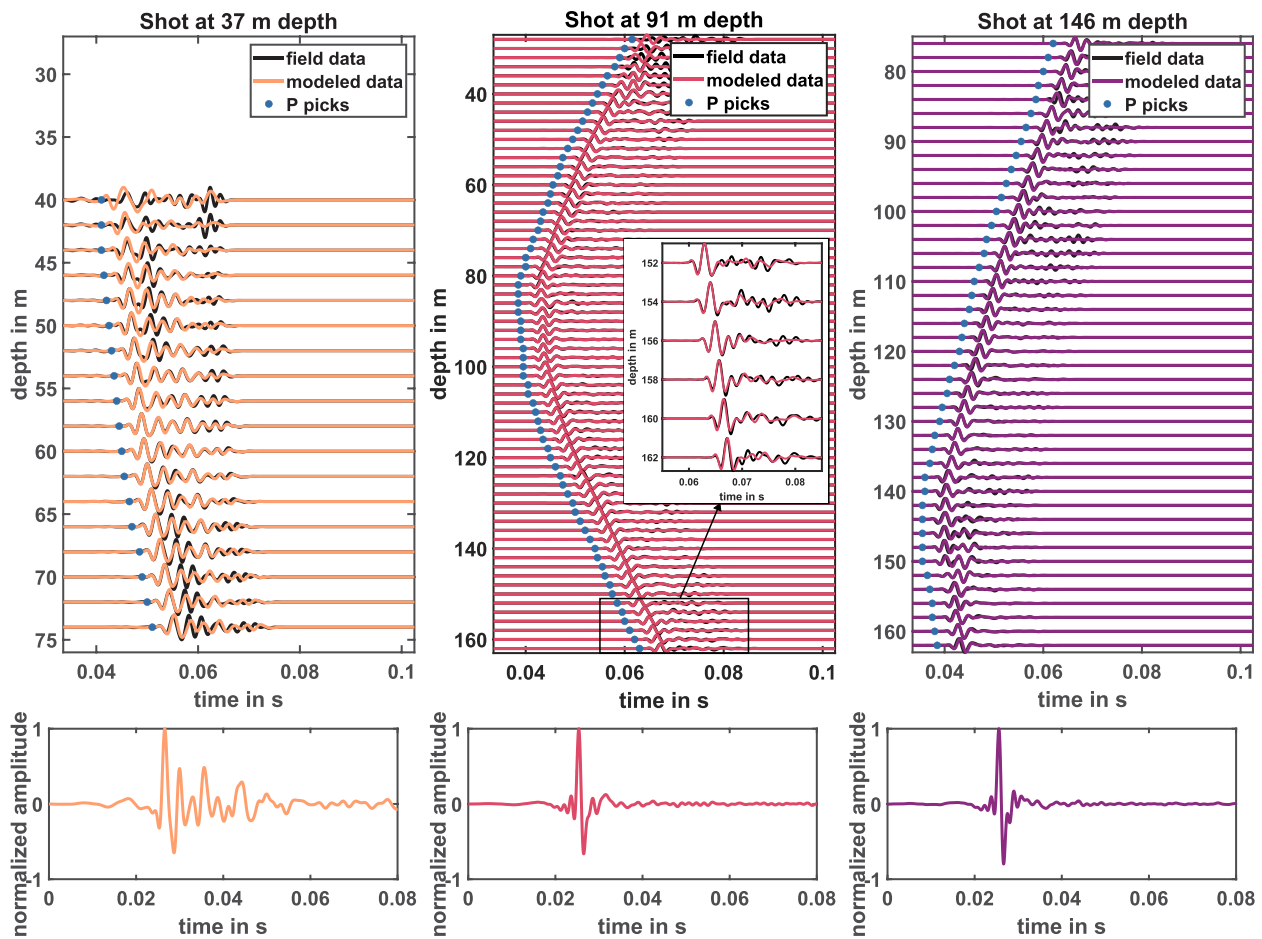 Shot at 37 m depth
field data
modeled data
P picks
30
35
40
45
50
55
60
65
70
75
depth in m
0.04
0.06
0.08
0.1
time in s
Shot at 91 m depth
field data
modeled data
P picks
40
60
80
100
120
140
160
depth in m
0.04
0.06
0.08
0.1
time in s
152
154
156
158
160
162
depth in m
0.06
0.07
0.08
time in s
Shot at 146 m depth
field data
modeled data
P picks
80
90
100
110
120
130
140
150
160
depth in m
0.04
0.06
0.08
0.1
time in s
normalized amplitude
1
0
-1
0
0.02
0.04
0.06
0.08
time in s
normalized amplitude
1
0
-1
0
0.02
0.04
0.06
0.08
time in s
normalized amplitude
1
0
-1
0
0.02
0.04
0.06
0.08
time in s